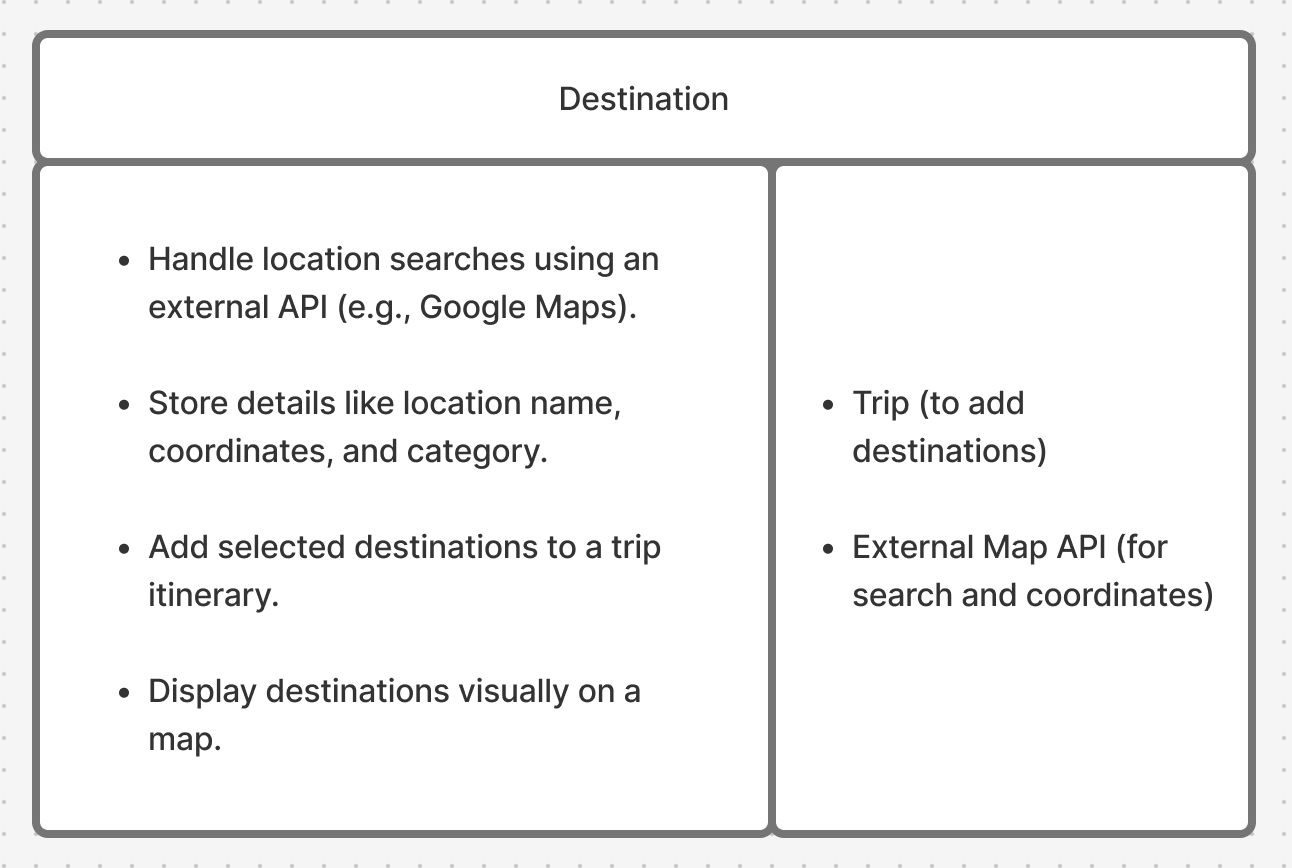 Destination
• Handle location searches using an
external API (e.g., Google Maps).
• Store details like location name,
coordinates, and category.
• Add selected destinations to a trip
itinerary.
• Display destinations visually on a
map.
• Trip (to add
destinations)
• External Map API (for
search and coordinates)